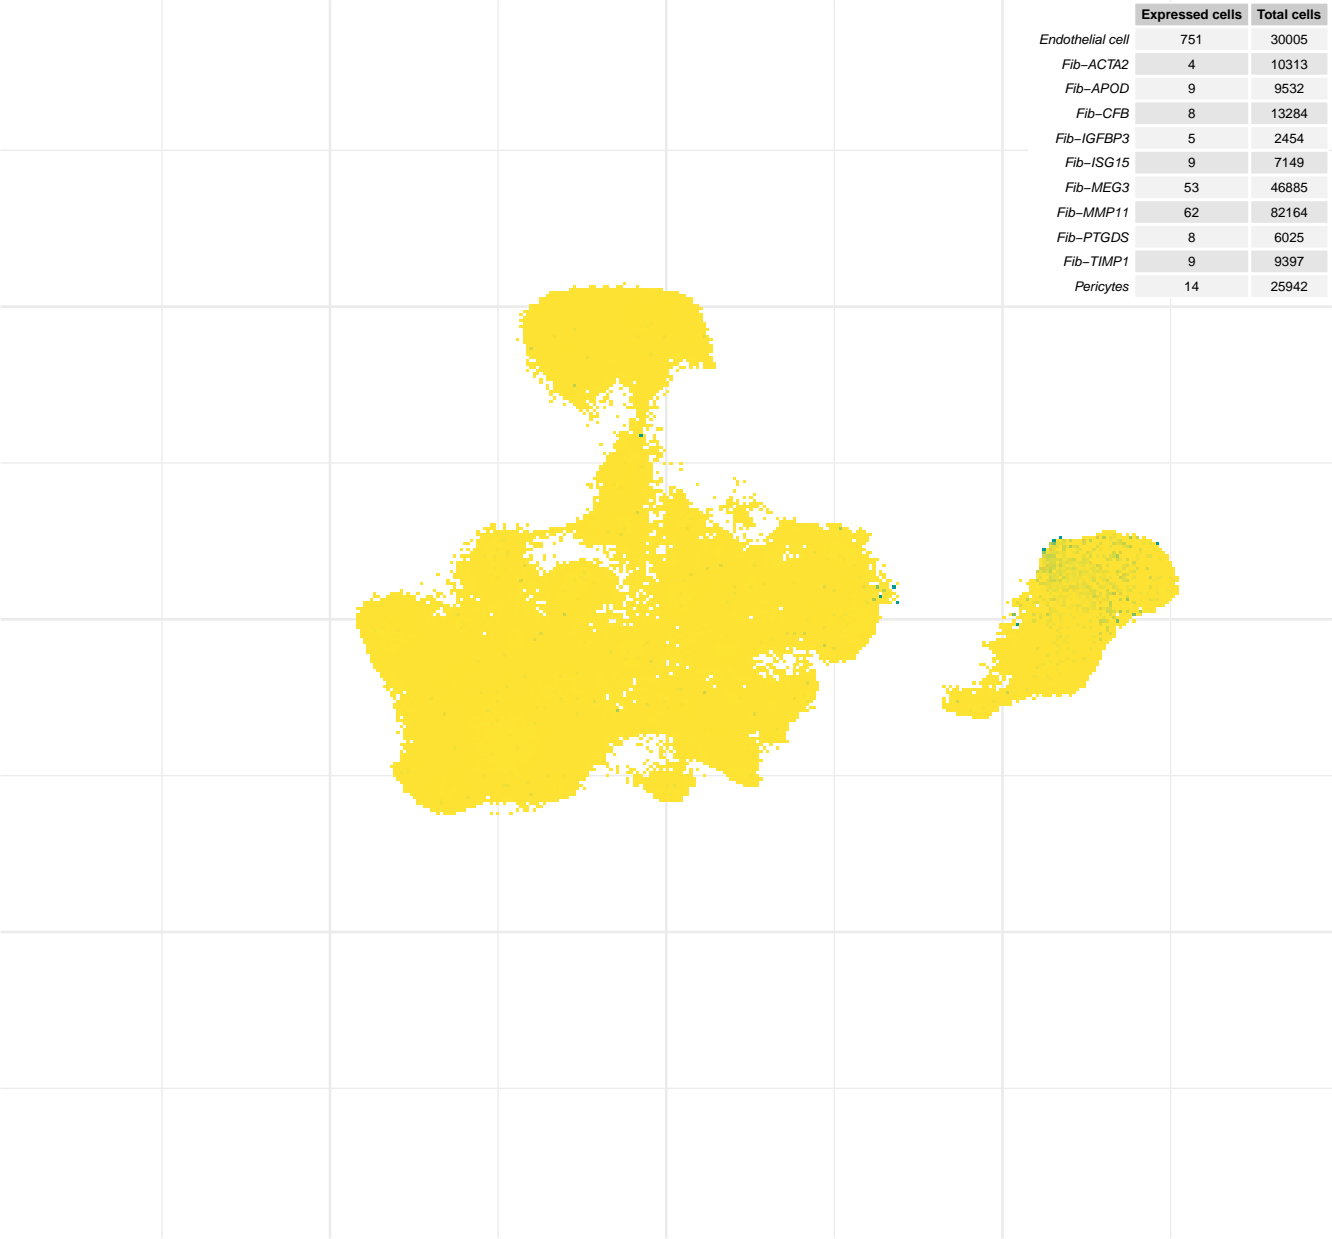 Expressed cells Total cells
Endothelial cell 751 30005
Fib−ACTA2 4 10313
Fib−APOD 9 9532
Fib−CFB 8 13284
Fib−IGFBP3 5 2454
Fib−ISG15 9 7149
Fib−MEG3 53 46885
Fib−MMP11 62 82164
Fib−PTGDS 8 6025
Fib−TIMP1 9 9397
Pericytes 14 25942